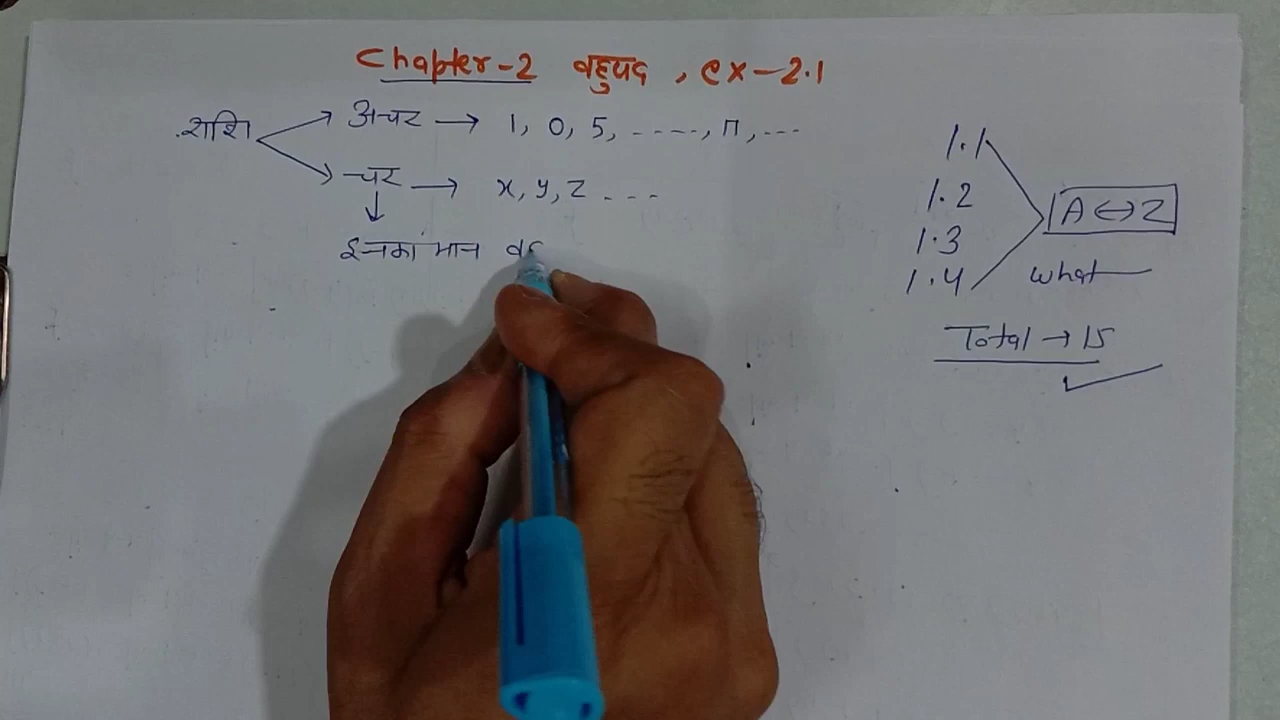 Chapter-2 बहुपद, ex-2.1
राशि
अचर → 1, 0, 5, ----, π, ---
चर → x, y, z ---
↓
इनका मान
1.1
1.2
1.3
1.4
A ↔ Z
what
Total → 15